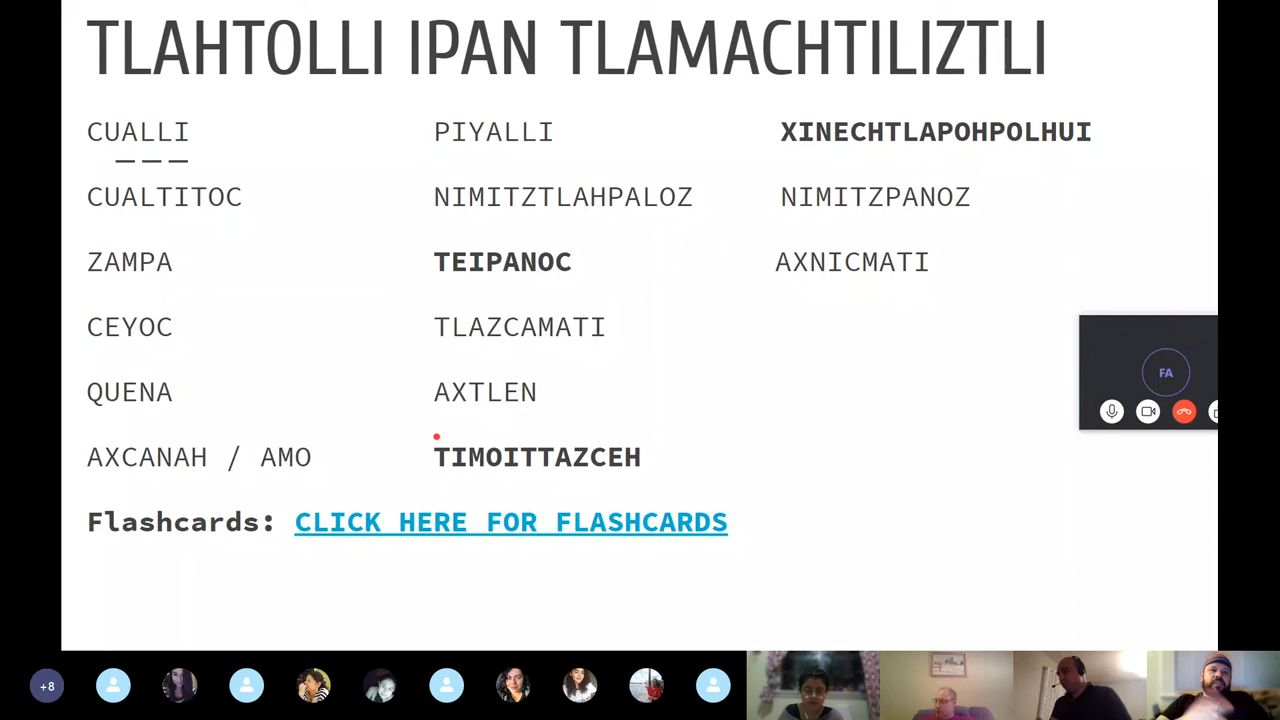 TLAHTOLLI IPAN TLAMACHTILIZTLI
CUALLI PIYALLI XINECHTLAPOHPOLHUI
CUALTITOC NIMITZTLAHPALOZ NIMITZPANOZ
ZAMPA TEIPANOC AXNICMATI
CEYOC TLAZCAMATI
QUENA AXTLEN
AXCANAH / AMO TIMOITTAZCEH
Flashcards: CLICK HERE FOR FLASHCARDS
FA
+8